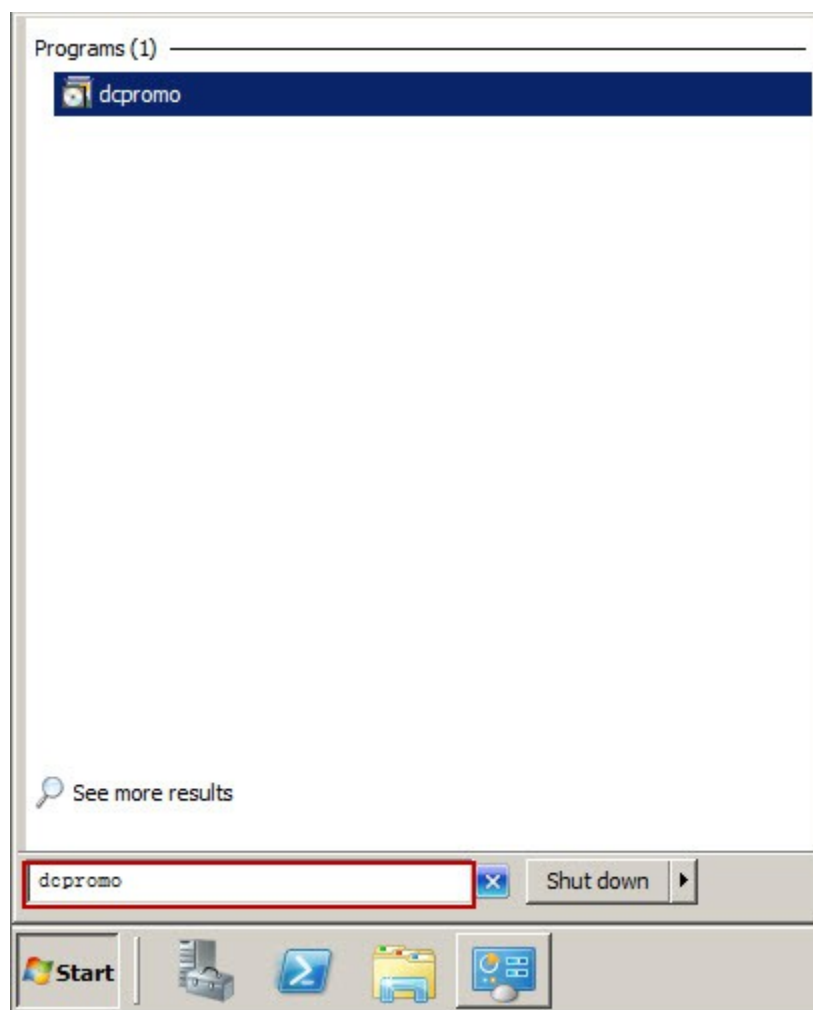 Programs (1)
dcpromo
See more results
dcpromo
Shut down
Start